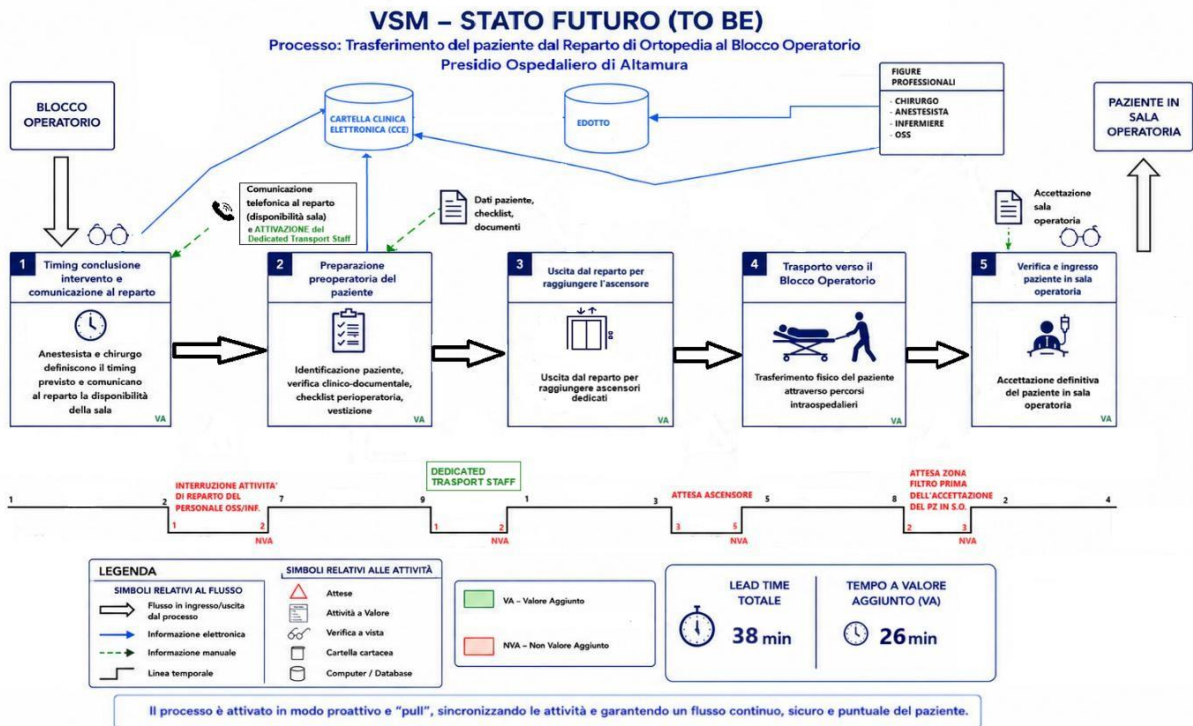 VSM – STATO FUTURO (TO BE)
Processo: Trasferimento del paziente dal Reparto di Ortopedia al Blocco Operatorio
Presidio Ospedaliero di Altamura
BLOCCO
OPERATORIO
CARTELLA CLINICA
ELETTRONICA (CCE)
EDOTTO
FIGURE
PROFESSIONALI
- CHIRURGO
- ANESTESISTA
- INFERMIERE
- OSS
PAZIENTE IN
SALA
OPERATORIA
Comunicazione
telefonica al reparto
(disponibilità sala)
e ATTIVAZIONE del
Dedicated Transport Staff
Dati paziente,
checklist,
documenti
Accettazione
sala
operatoria
1
Timing conclusione
intervento e
comunicazione al reparto
Anestesista e chirurgo
definiscono il timing
previsto e comunicano
al reparto la disponibilità
della sala
VA
2
Preparazione
preoperatoria del
paziente
Identificazione paziente,
verifica clinico-documentale,
checklist perioperatoria,
vestizione
VA
3
Uscita dal reparto per
raggiungere l'ascensore
Uscita dal reparto per
raggiungere ascensori
dedicati
VA
4
Trasporto verso il
Blocco Operatorio
Trasferimento fisico del paziente
attraverso percorsi
intraospedalieri
VA
5
Verifica e ingresso
paziente in sala
operatoria
Accettazione definitiva
del paziente in sala
operatoria
VA
1 2
INTERRUZIONE ATTIVITA'
DI REPARTO DEL
PERSONALE OSS/INF.
1 2
NVA
7 9
DEDICATED
TRASPORT STAFF
1 2
NVA
1 3
ATTESA ASCENSORE
3 5
NVA
5 8
ATTESA ZONA
FILTRO PRIMA
DELL'ACCETTAZIONE
DEL PZ IN S.O.
2 3
NVA
2 4
LEGENDA
SIMBOLI RELATIVI AL FLUSSO
Flusso in ingresso/uscita
dal processo
Informazione elettronica
Informazione manuale
Linea temporale
SIMBOLI RELATIVI ALLE ATTIVITÀ
Attese
Attività a Valore
Verifica a vista
Cartella cartacea
Computer / Database
VA – Valore Aggiunto
NVA – Non Valore Aggiunto
LEAD TIME
TOTALE
38 min
TEMPO A VALORE
AGGIUNTO (VA)
26 min
Il processo è attivato in modo proattivo e "pull", sincronizzando le attività e garantendo un flusso continuo, sicuro e puntuale del paziente.